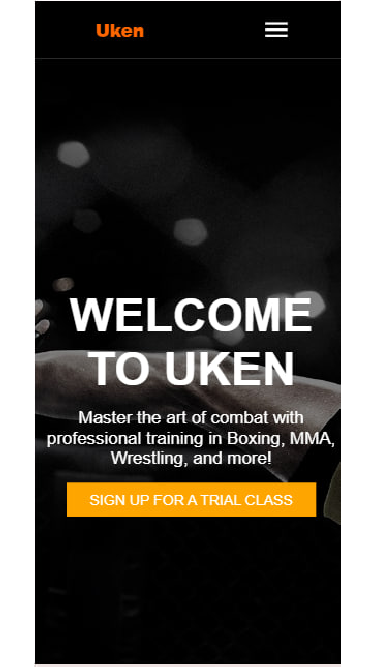 Uken
WELCOME
TO UKEN
Master the art of combat with
professional training in Boxing, MMA,
Wrestling, and more!
SIGN UP FOR A TRIAL CLASS